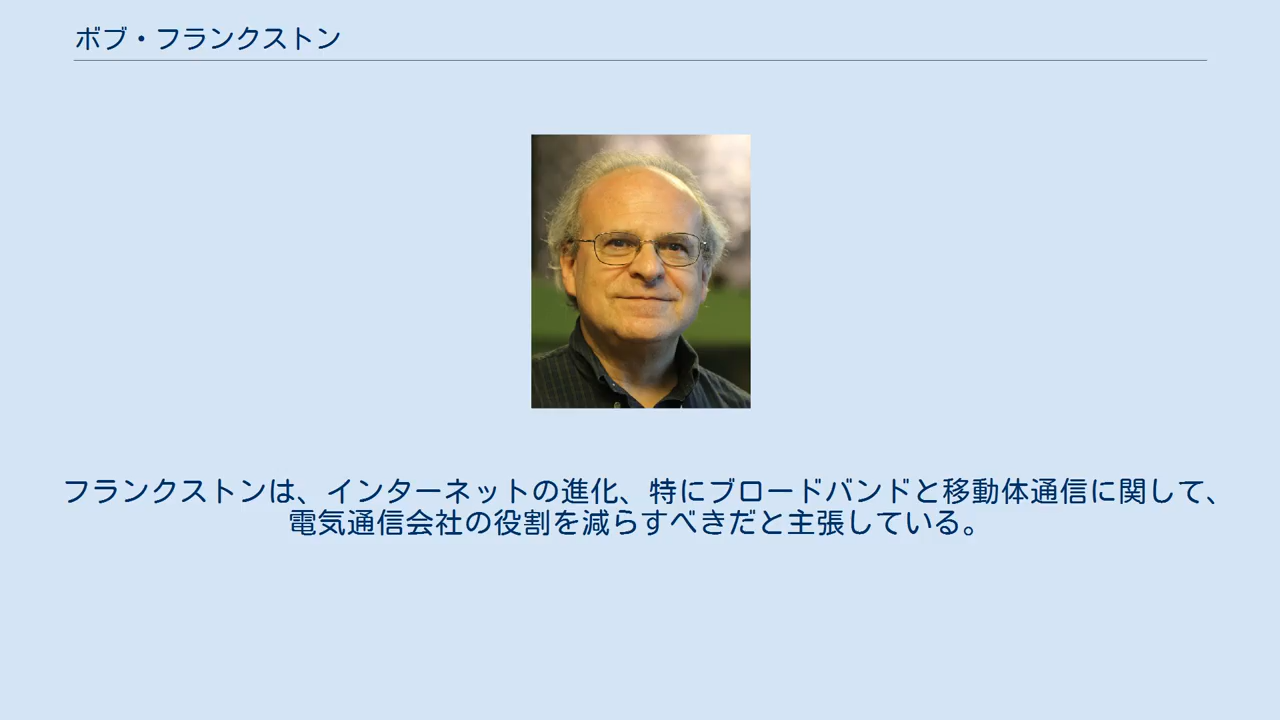 ボブ・フランクストン
フランクストンは、インターネットの進化、特にブロードバンドと移動体通信に関して、
電気通信会社の役割を減らすべきだと主張している。